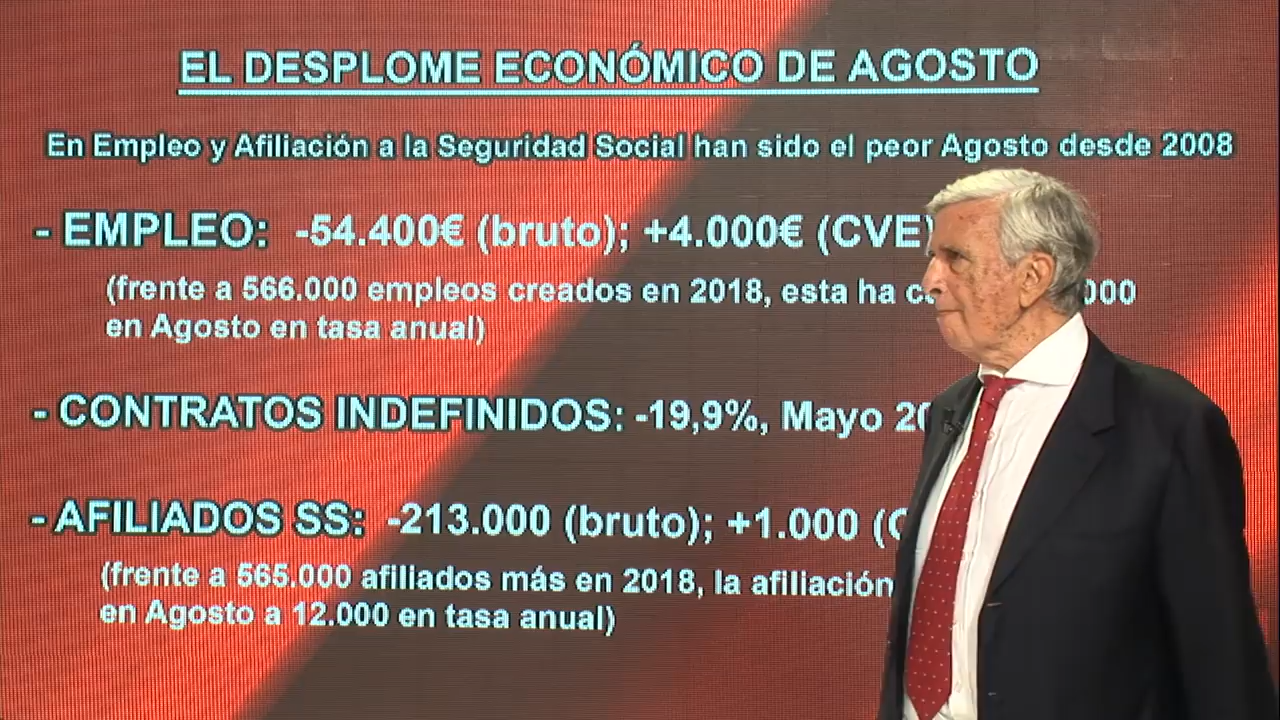 EL DESPLOME ECONÓMICO DE AGOSTO
En Empleo y Afiliación a la Seguridad Social han sido el peor Agosto desde 2008
- EMPLEO: -54.400€ (bruto); +4.000€ (CVE)
(frente a 566.000 empleos creados en 2018, esta ha 000
en Agosto en tasa anual)
- CONTRATOS INDEFINIDOS: -19,9%, Mayo
- AFILIADOS SS: -213.000 (bruto); +1.000
(frente a 565.000 afiliados más en 2018, la afiliación
en Agosto a 12.000 en tasa anual)